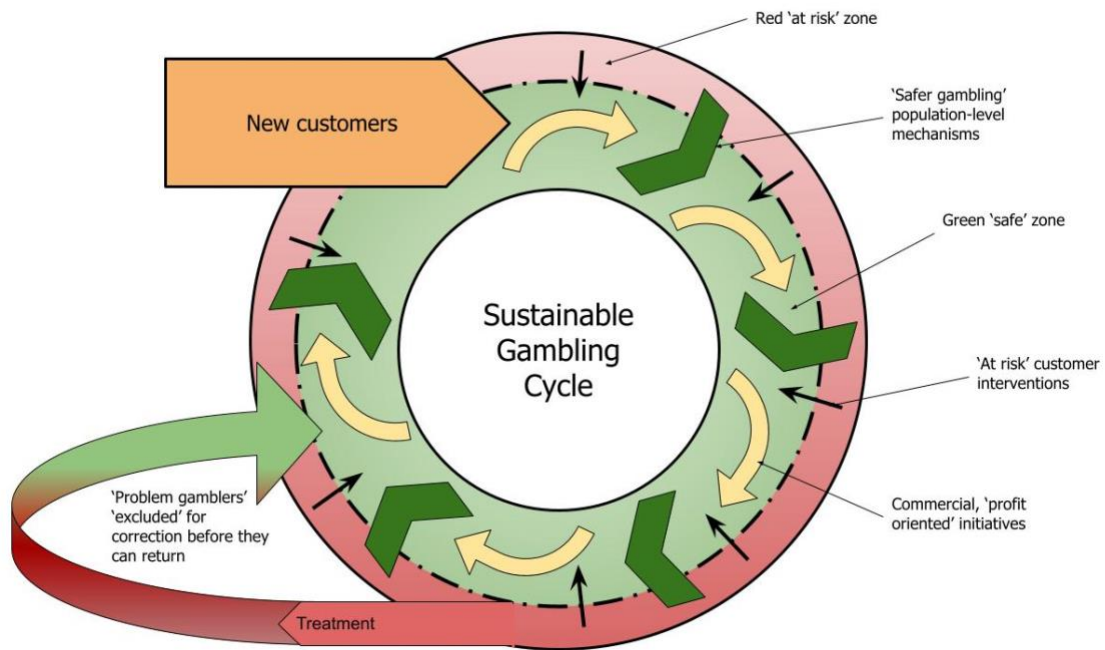 Red ‘at risk’ zone
New customers
‘Safer gambling’
population-level
mechanisms
Green ‘safe’ zone
Sustainable
Gambling
Cycle
‘At risk’ customer
interventions
‘Problem gamblers’
‘excluded’ for
correction before they
can return
Commercial, ‘profit
oriented’ initiatives
Treatment